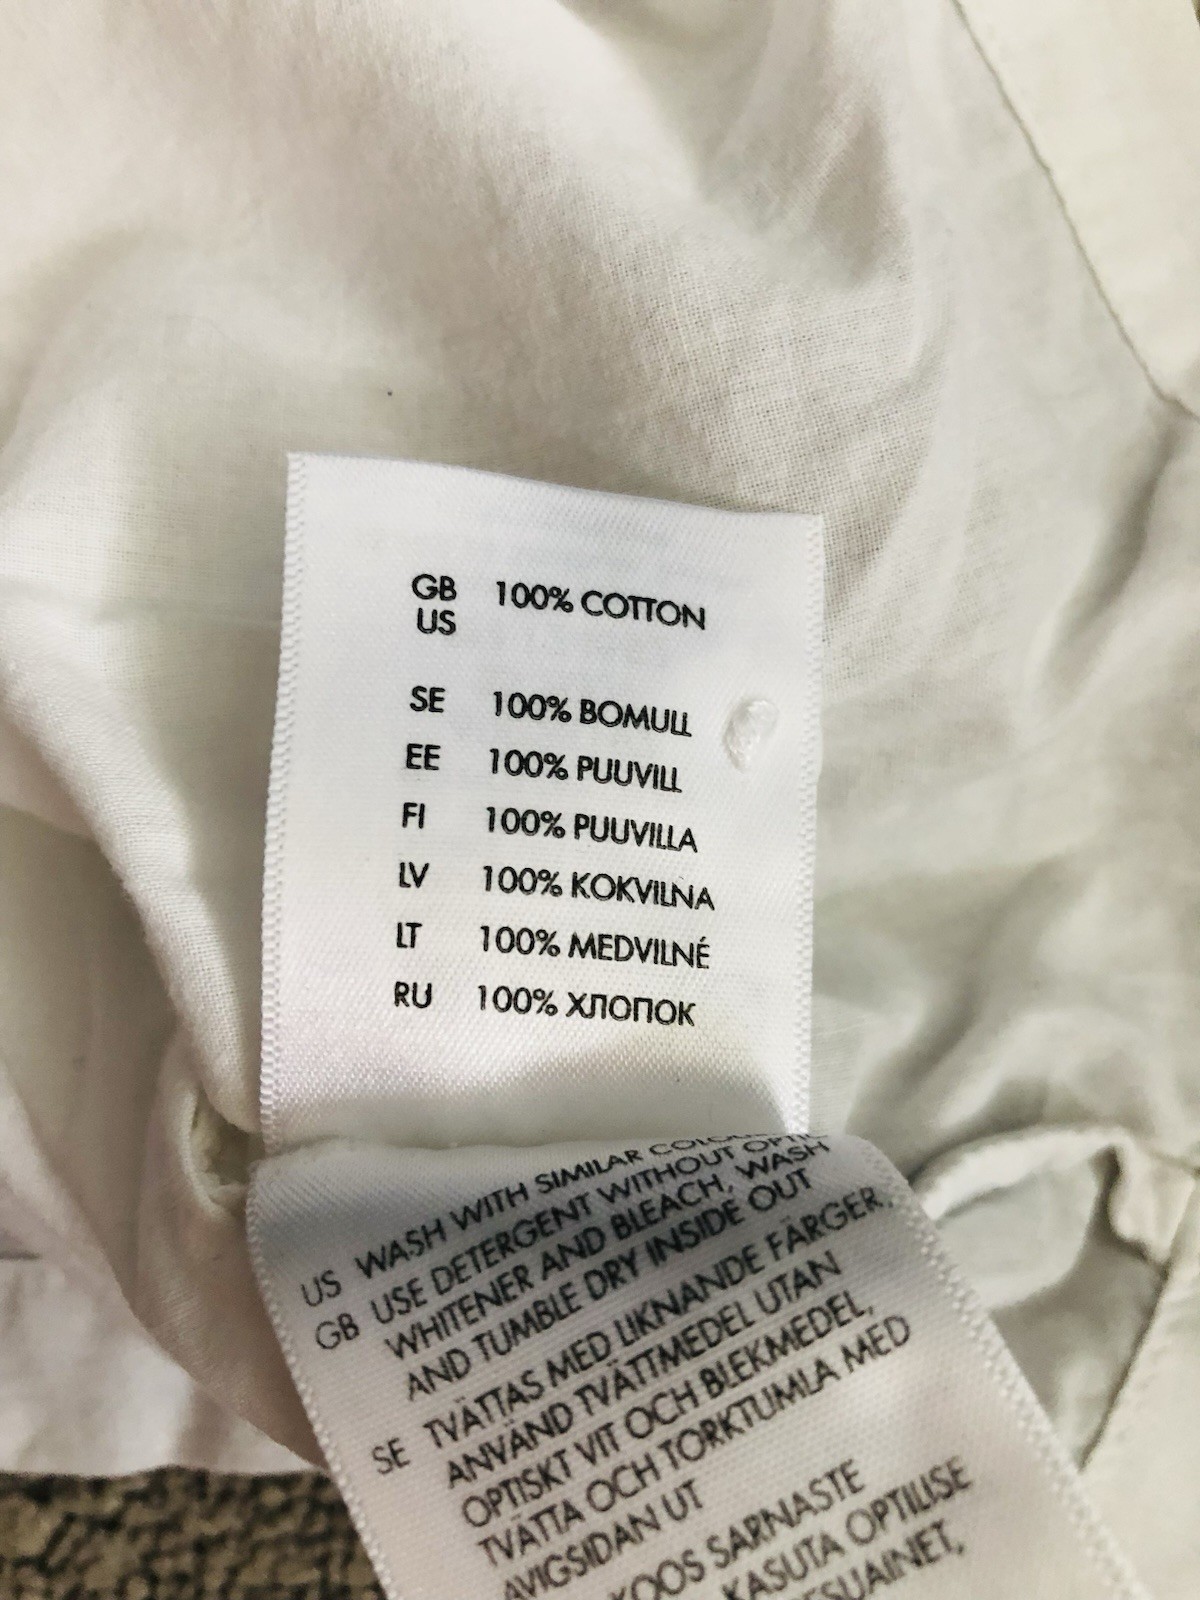 GB 100% COTTON
US
SE 100% BOMULL
EE 100% PUUVILL
FI 100% PUUVILLA
LV 100% KOKVILNA
LT 100% MEDVILNÉ
RU 100% ХЛОПОК
US WASH WITH SIMILAR
GB USE DETERGENT WITHOUT
WHITENER AND BLEACH, WASH
AND TUMBLE DRY INSIDE OUT
SE TVÄTTAS MED LIKNANDE FÄRGER,
ANVÄND TVÄTTMEDEL UTAN
OPTISKT VIT OCH BLEKMEDEL,
TVÄTTA OCH TORKTUMLA MED
AVIGSIDAN UT
KOOS SARNASTE
KASUTA OPTILISE